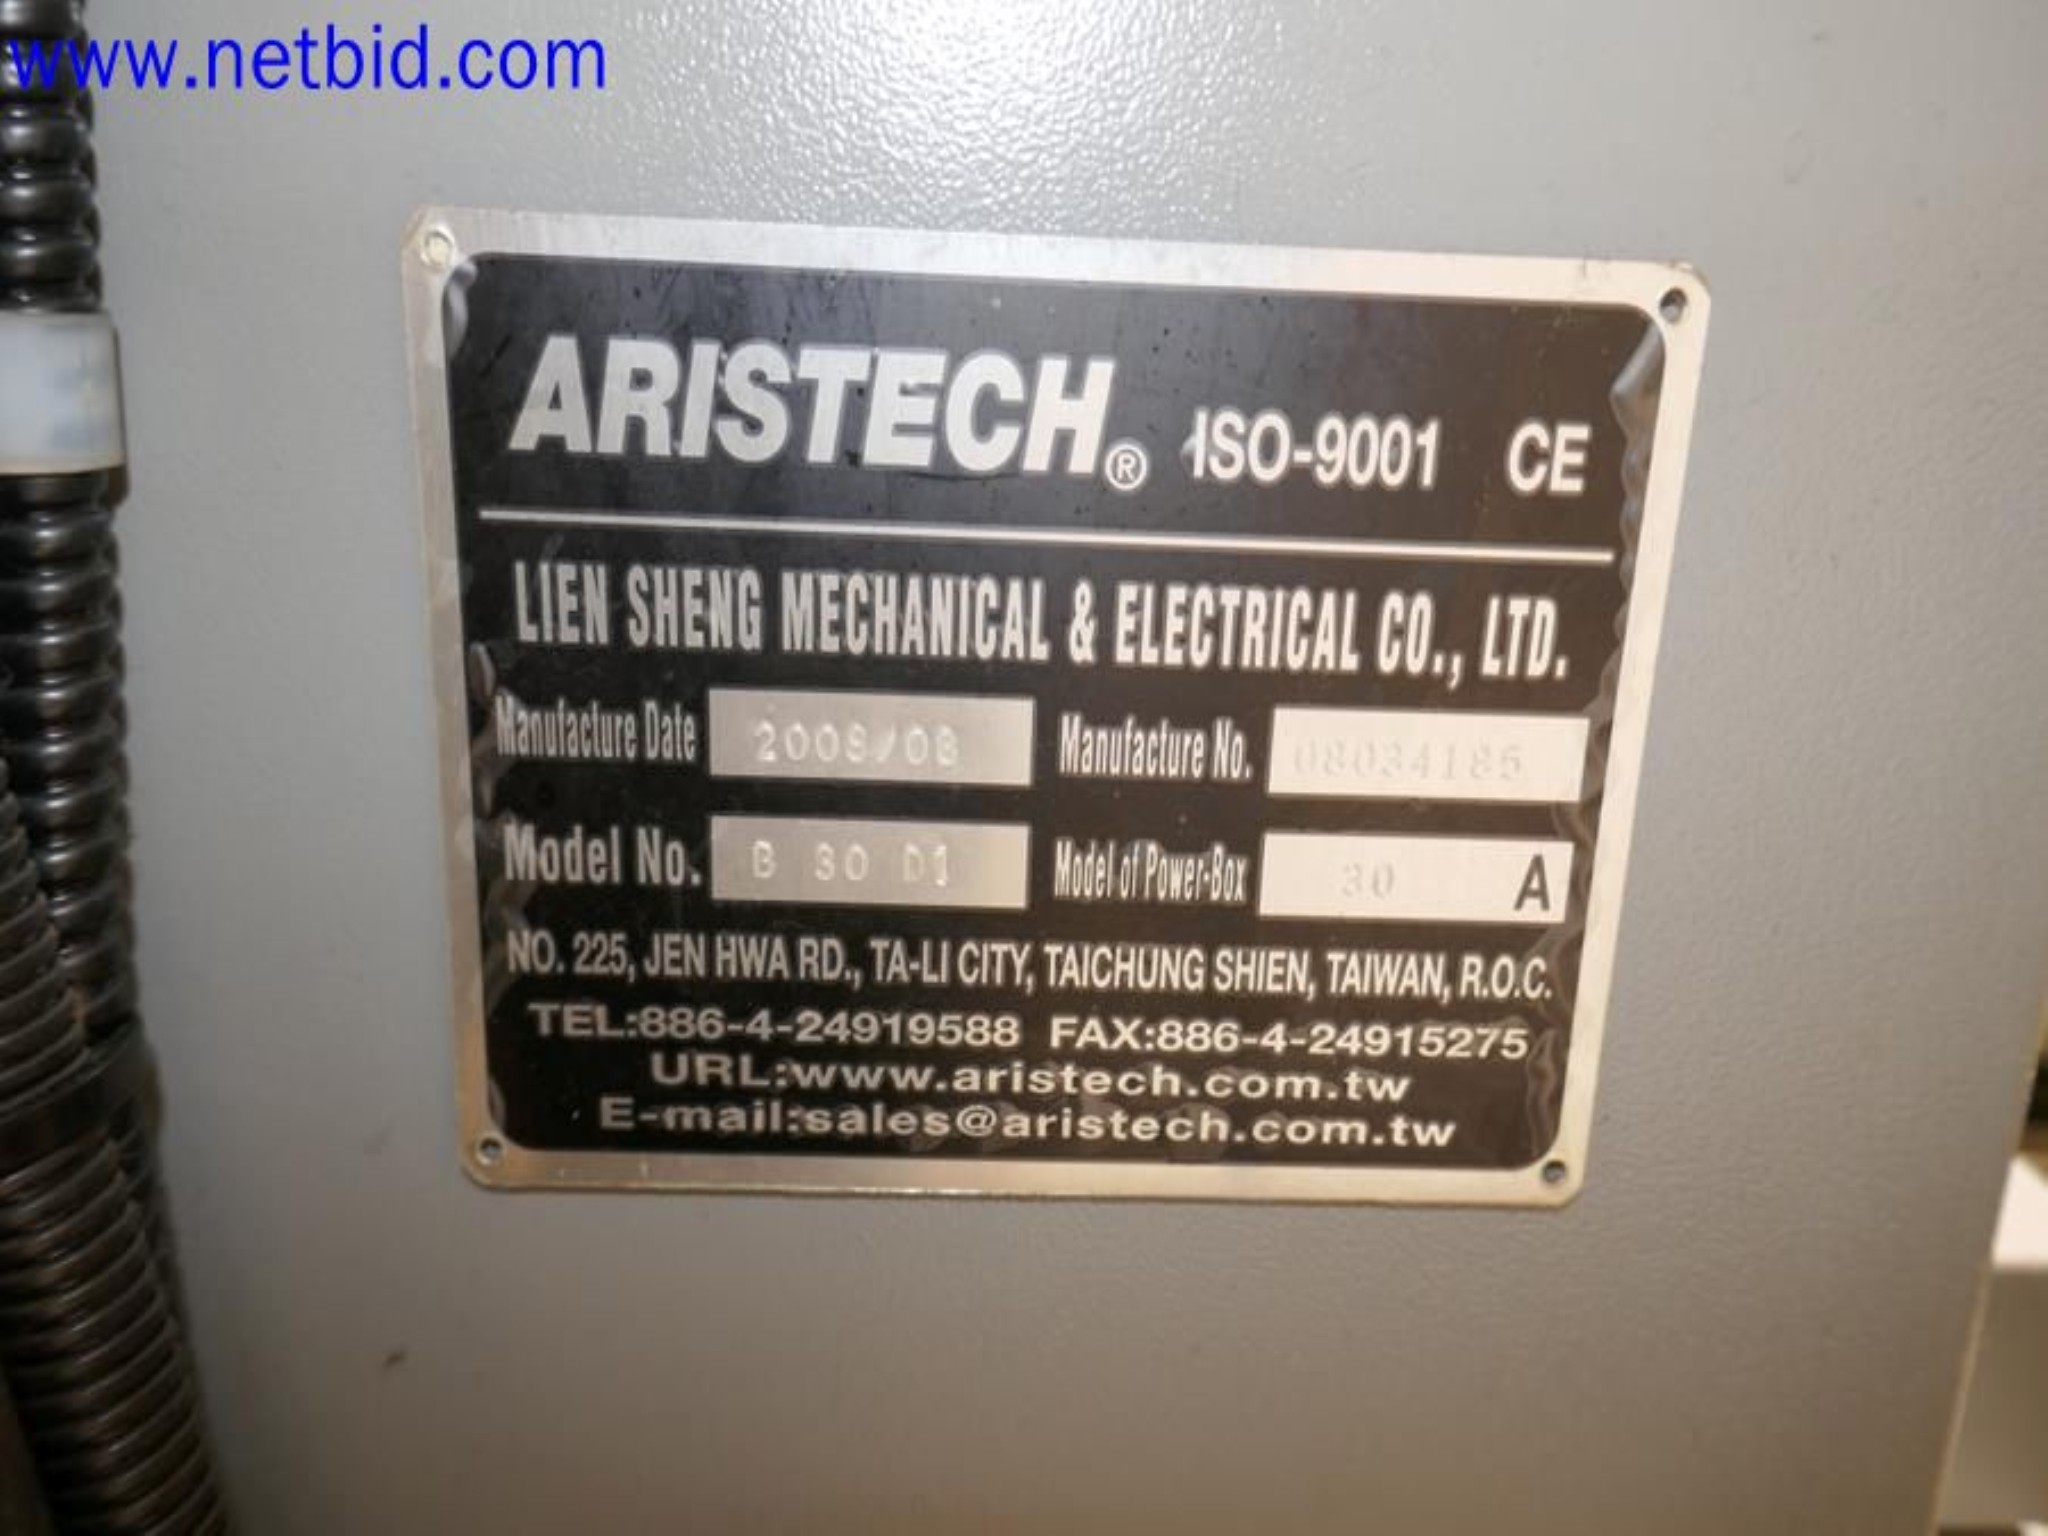 www.netbid.com
ARISTECH® ISO-9001 CE
LIEN SHENG MECHANICAL & ELECTRICAL CO., LTD.
Manufacture Date 2008/03 Manufacture No. 08034185
Model No. B 30 D1 Model of Power-Box 30 A
NO. 225, JEN HWA RD., TA-LI CITY, TAICHUNG SHIEN, TAIWAN, R.O.C.
TEL:886-4-24919588 FAX:886-4-24915275
URL:www.aristech.com.tw
E-mail:sales@aristech.com.tw